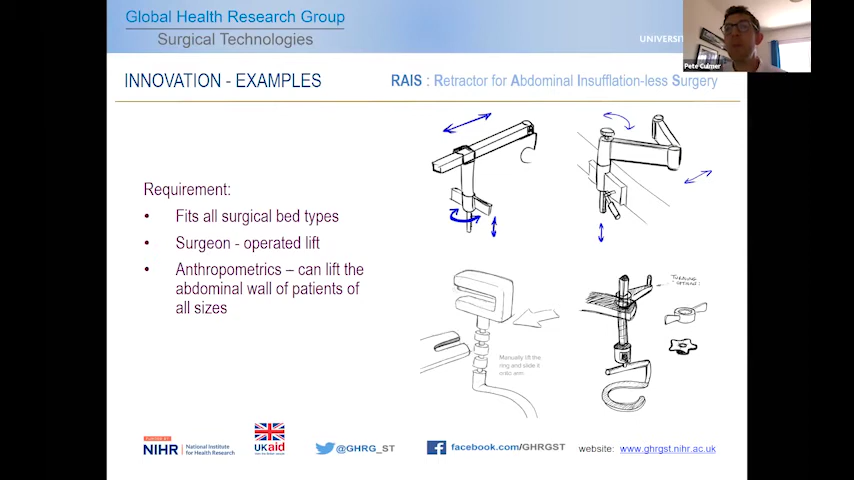 Global Health Research Group
Surgical Technologies
UNIVERSIT
Pete Culmer
INNOVATION - EXAMPLES
RAIS : Retractor for Abdominal Insufflation-less Surgery
Requirement:
• Fits all surgical bed types
• Surgeon - operated lift
• Anthropometrics – can lift the
abdominal wall of patients of
all sizes
Manually lift the
ring and slide it
onto arm
FUNDED BY
NIHR
National Institute
for Health Research
UKaid
@GHRG_ST
facebook.com/GHRGST
website: www.ghrgst.nihr.ac.uk